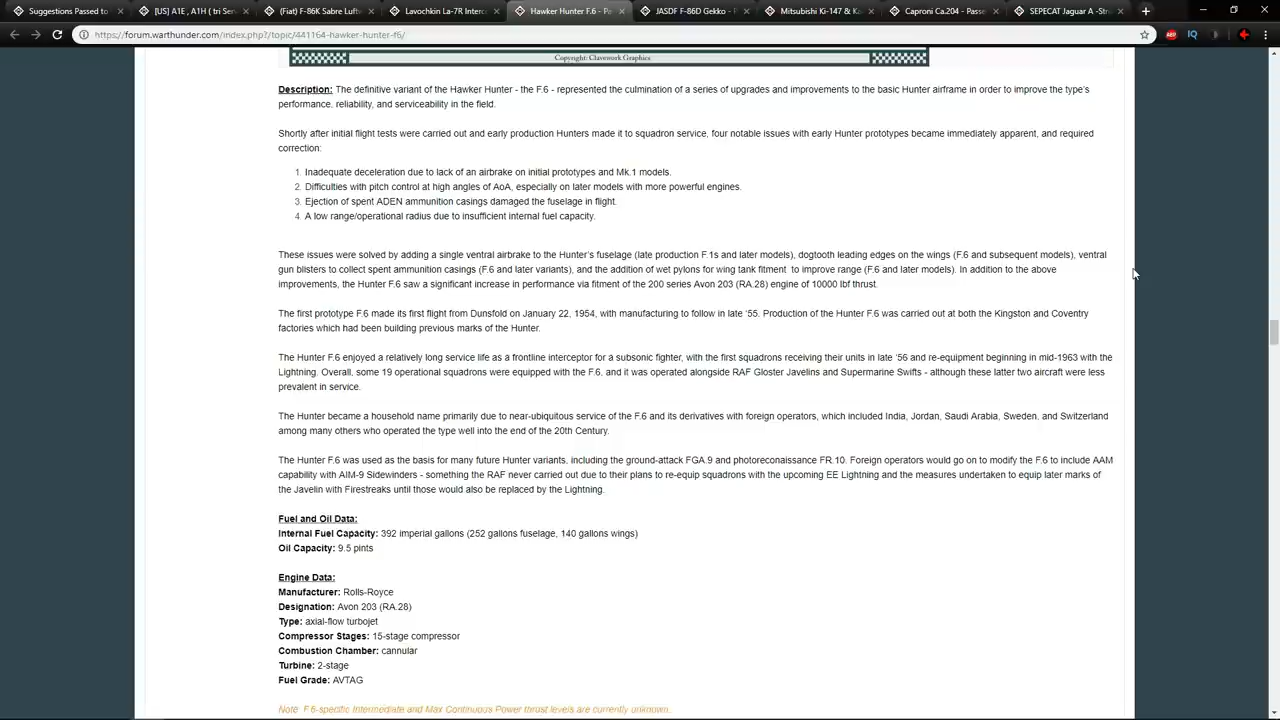 Suggestions Passed to
[US] A1E , A1H ( tri Serv
(Fiat) F-86K Sabre
Lavochkin La-7R Interc
Hawker Hunter F.6 - Pa
JASDF F-86D Gekko - P
Mitsubishi Ki-147 & K
Caproni Ca.204 - Passe
SEPECAT Jaguar A -Str
https://forum.warthunder.com/index.php?/topic/441164-hawker-hunter-f6/
Copyright: Clavework Graphics
Description: The definitive variant of the Hawker Hunter - the F.6 - represented the culmination of a series of upgrades and improvements to the basic Hunter airframe in order to improve the type's
performance, reliability, and serviceability in the field.
Shortly after initial flight tests were carried out and early production Hunters made it to squadron service, four notable issues with early Hunter prototypes became immediately apparent, and required
correction:
1. Inadequate deceleration due to lack of an airbrake on initial prototypes and Mk.1 models.
2. Difficulties with pitch control at high angles of AoA, especially on later models with more powerful engines.
3. Ejection of spent ADEN ammunition casings damaged the fuselage in flight.
4. A low range/operational radius due to insufficient internal fuel capacity.
These issues were solved by adding a single ventral airbrake to the Hunter's fuselage (late production F.1s and later models), dogtooth leading edges on the wings (F.6 and subsequent models), ventral
gun blisters to collect spent ammunition casings (F.6 and later variants), and the addition of wet pylons for wing tank fitment to improve range (F.6 and later models). In addition to the above
improvements, the Hunter F.6 saw a significant increase in performance via fitment of the 200 series Avon 203 (RA.28) engine of 10000 lbf thrust.
The first prototype F.6 made its first flight from Dunsfold on January 22, 1954, with manufacturing to follow in late '55. Production of the Hunter F.6 was carried out at both the Kingston and Coventry
factories which had been building previous marks of the Hunter.
The Hunter F.6 enjoyed a relatively long service life as a frontline interceptor for a subsonic fighter, with the first squadrons receiving their units in late '56 and re-equipment beginning in mid-1963 with the
Lightning. Overall, some 19 operational squadrons were equipped with the F.6, and it was operated alongside RAF Gloster Javelins and Supermarine Swifts - although these latter two aircraft were less
prevalent in service.
The Hunter became a household name primarily due to near-ubiquitous service of the F.6 and its derivatives with foreign operators, which included India, Jordan, Saudi Arabia, Sweden, and Switzerland
among many others who operated the type well into the end of the 20th Century.
The Hunter F.6 was used as the basis for many future Hunter variants, including the ground-attack FGA.9 and photoreconaissance FR.10. Foreign operators would go on to modify the F.6 to include AAM
capability with AIM-9 Sidewinders - something the RAF never carried out due to their plans to re-equip squadrons with the upcoming EE Lightning and the measures undertaken to equip later marks of
the Javelin with Firestreaks until those would also be replaced by the Lightning.
Fuel and Oil Data:
Internal Fuel Capacity: 392 imperial gallons (252 gallons fuselage, 140 gallons wings)
Oil Capacity: 9.5 pints
Engine Data:
Manufacturer: Rolls-Royce
Designation: Avon 203 (RA.28)
Type: axial-flow turbojet
Compressor Stages: 15-stage compressor
Combustion Chamber: cannular
Turbine: 2-stage
Fuel Grade: AVTAG
Note: F.6-specific Intermediate and Max Continuous Power thrust levels are currently unknown.